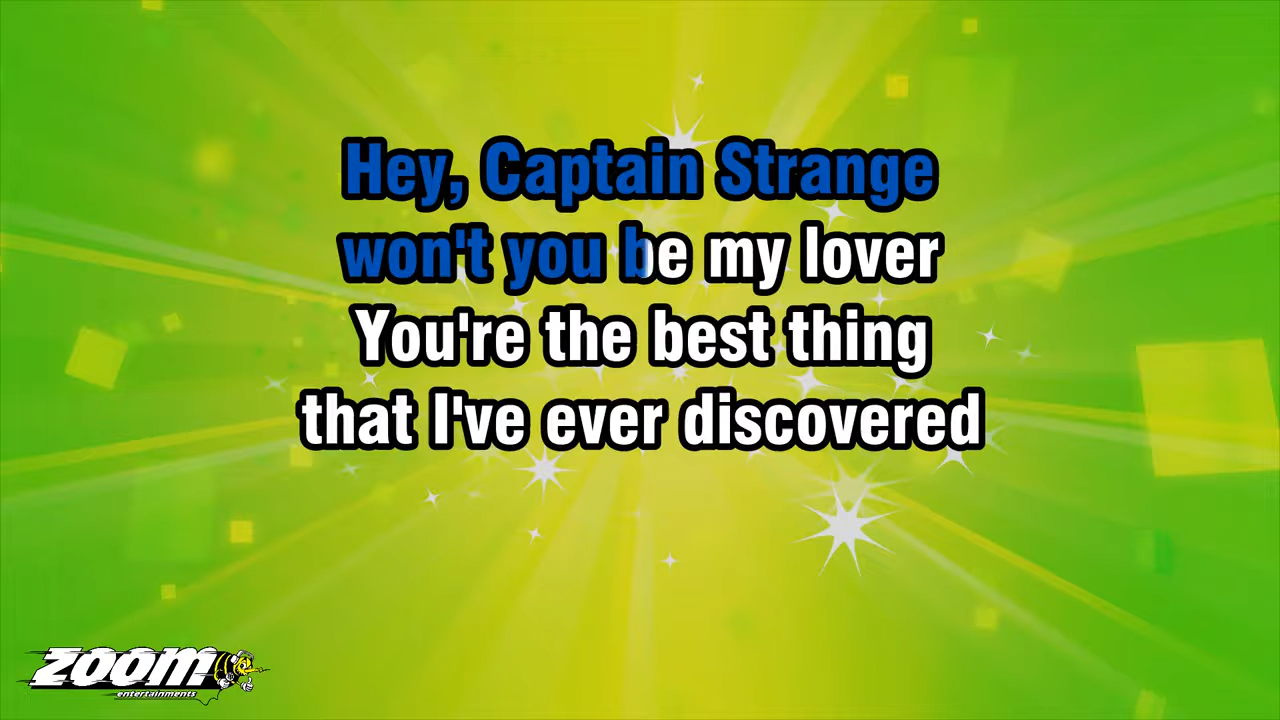 Hey, Captain Strange
won't you be my lover
You're the best thing
that I've ever discovered
ZOOM
entertainments